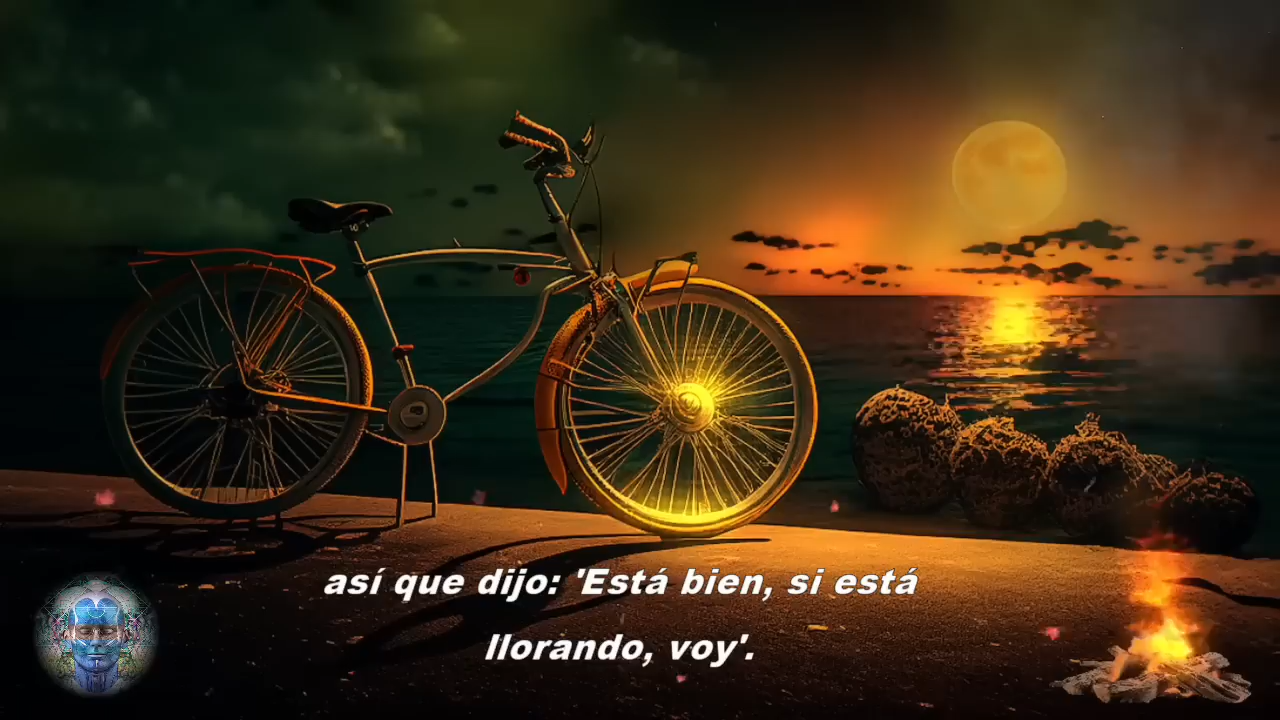 así que dijo: 'Está bien, si está
llorando, voy'.